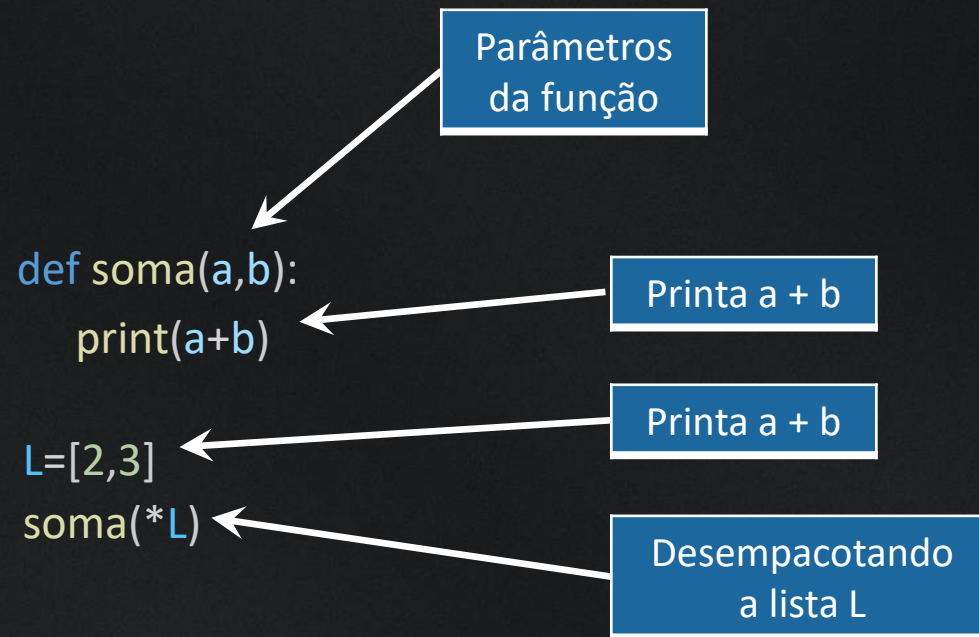 Parâmetros
da função
def soma(a,b):
print(a+b)
Printa a + b
L=[2,3]
Printa a + b
soma(*L)
Desempacotando
a lista L